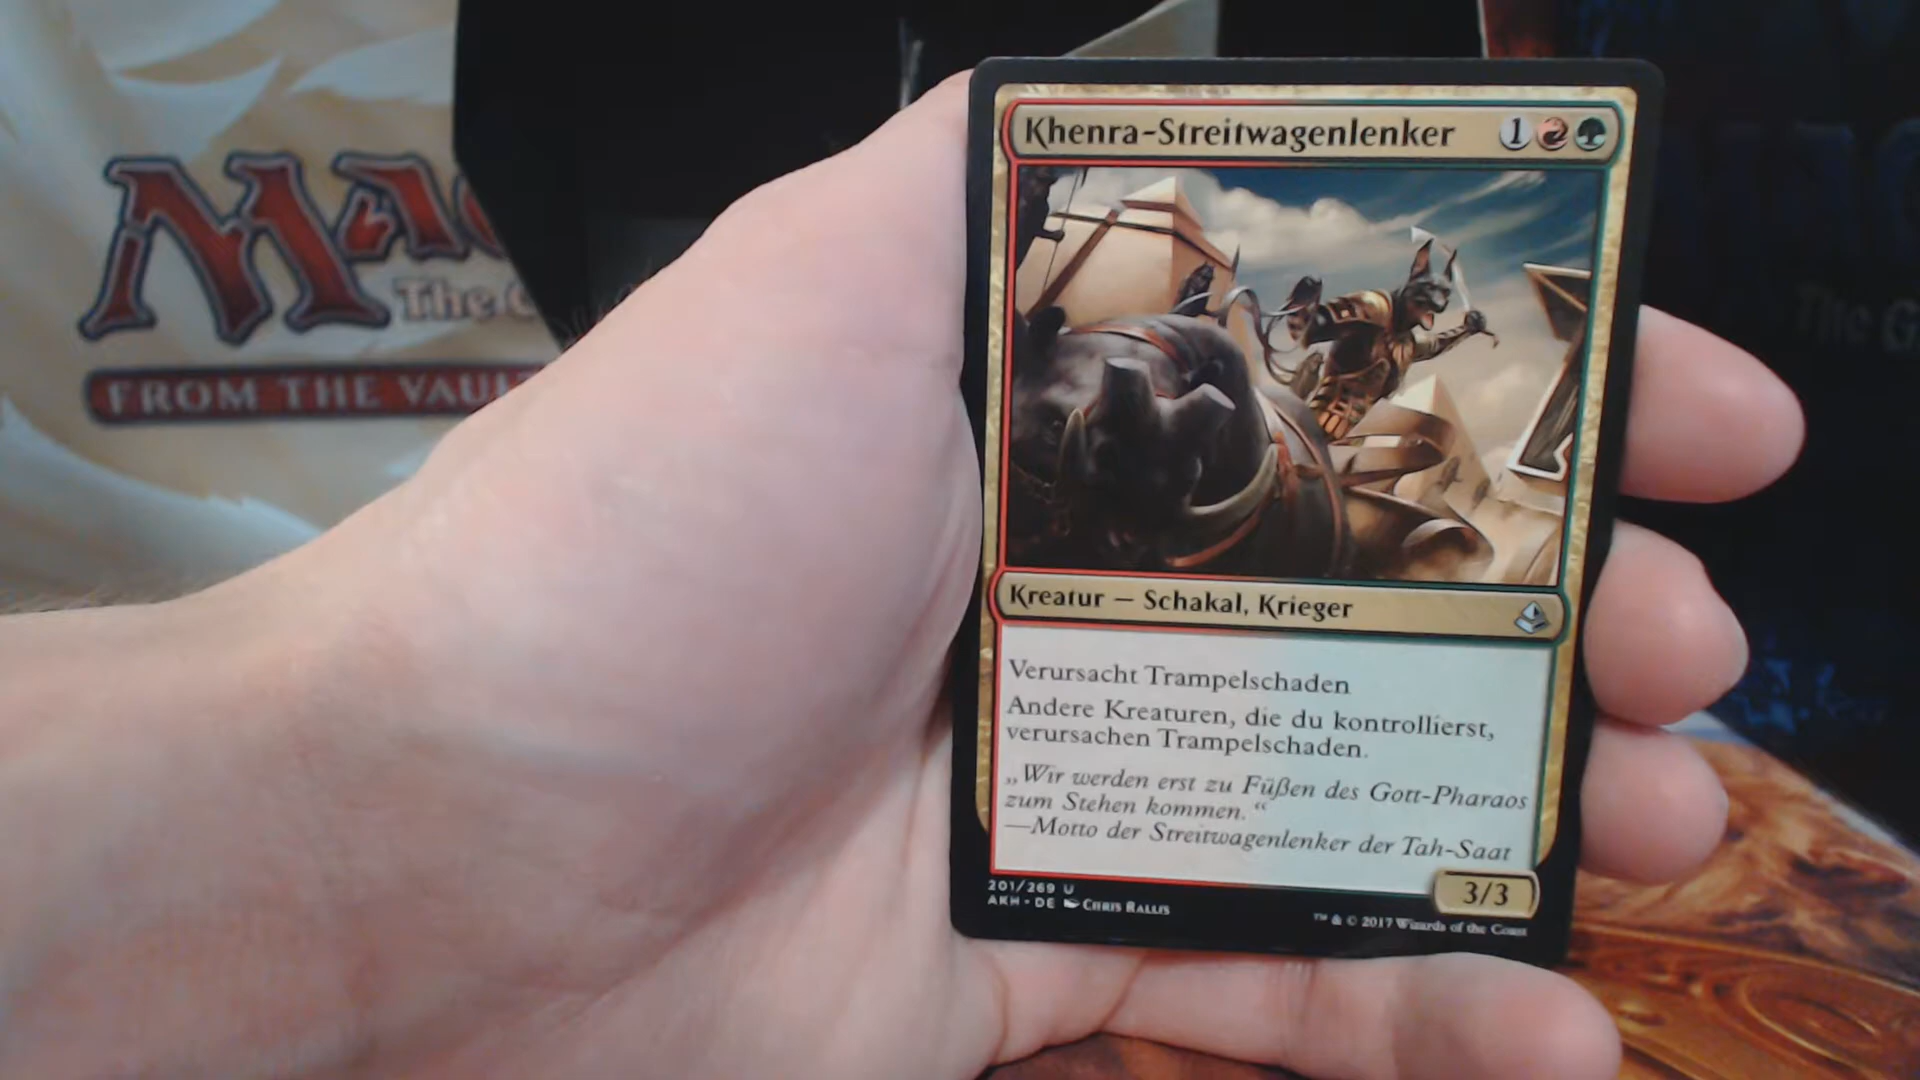 Khenra-Streitwagenlenker 1
Kreatur — Schakal, Krieger
Verursacht Trampelschaden
Andere Kreaturen, die du kontrollierst,
verursachen Trampelschaden.
„Wir werden erst zu Füßen des Gott-Pharaos
zum Stehen kommen.“
—Motto der Streitwagenlenker der Tah-Saat
3/3
201/269 U
AKH • DE Chris Rallis
™ & © 2017 Wizards of the Coast
The
FROM THE
The